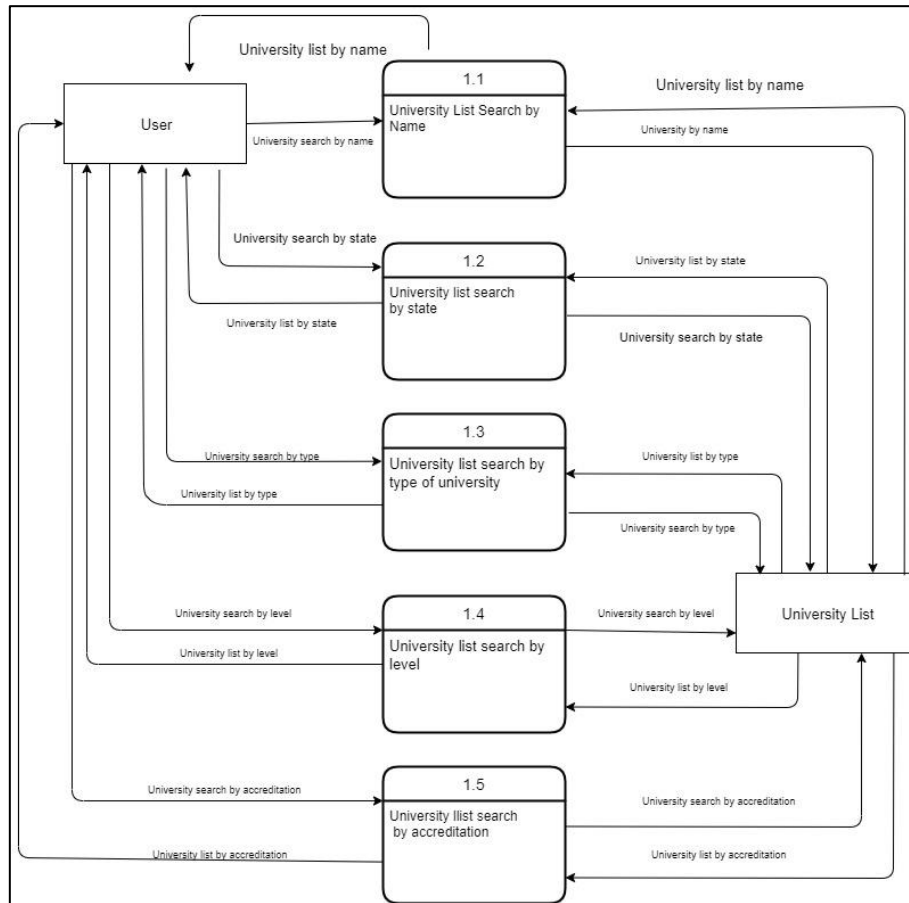 University list by name
1.1
University list by name
University List Search by
Name
User
University search by name
University by name
University search by state
1.2
University list by state
University list search
by state
University list by state
University search by state
1.3
University search by type
University list search by
type of university
University list by type
University list by type
University search by type
1.4
University search by level
University search by level
University List
University list search by
level
University list by level
University list by level
1.5
University search by accreditation
University llist search
by accreditation
University search by accreditation
University list by accreditation
University list by accreditation